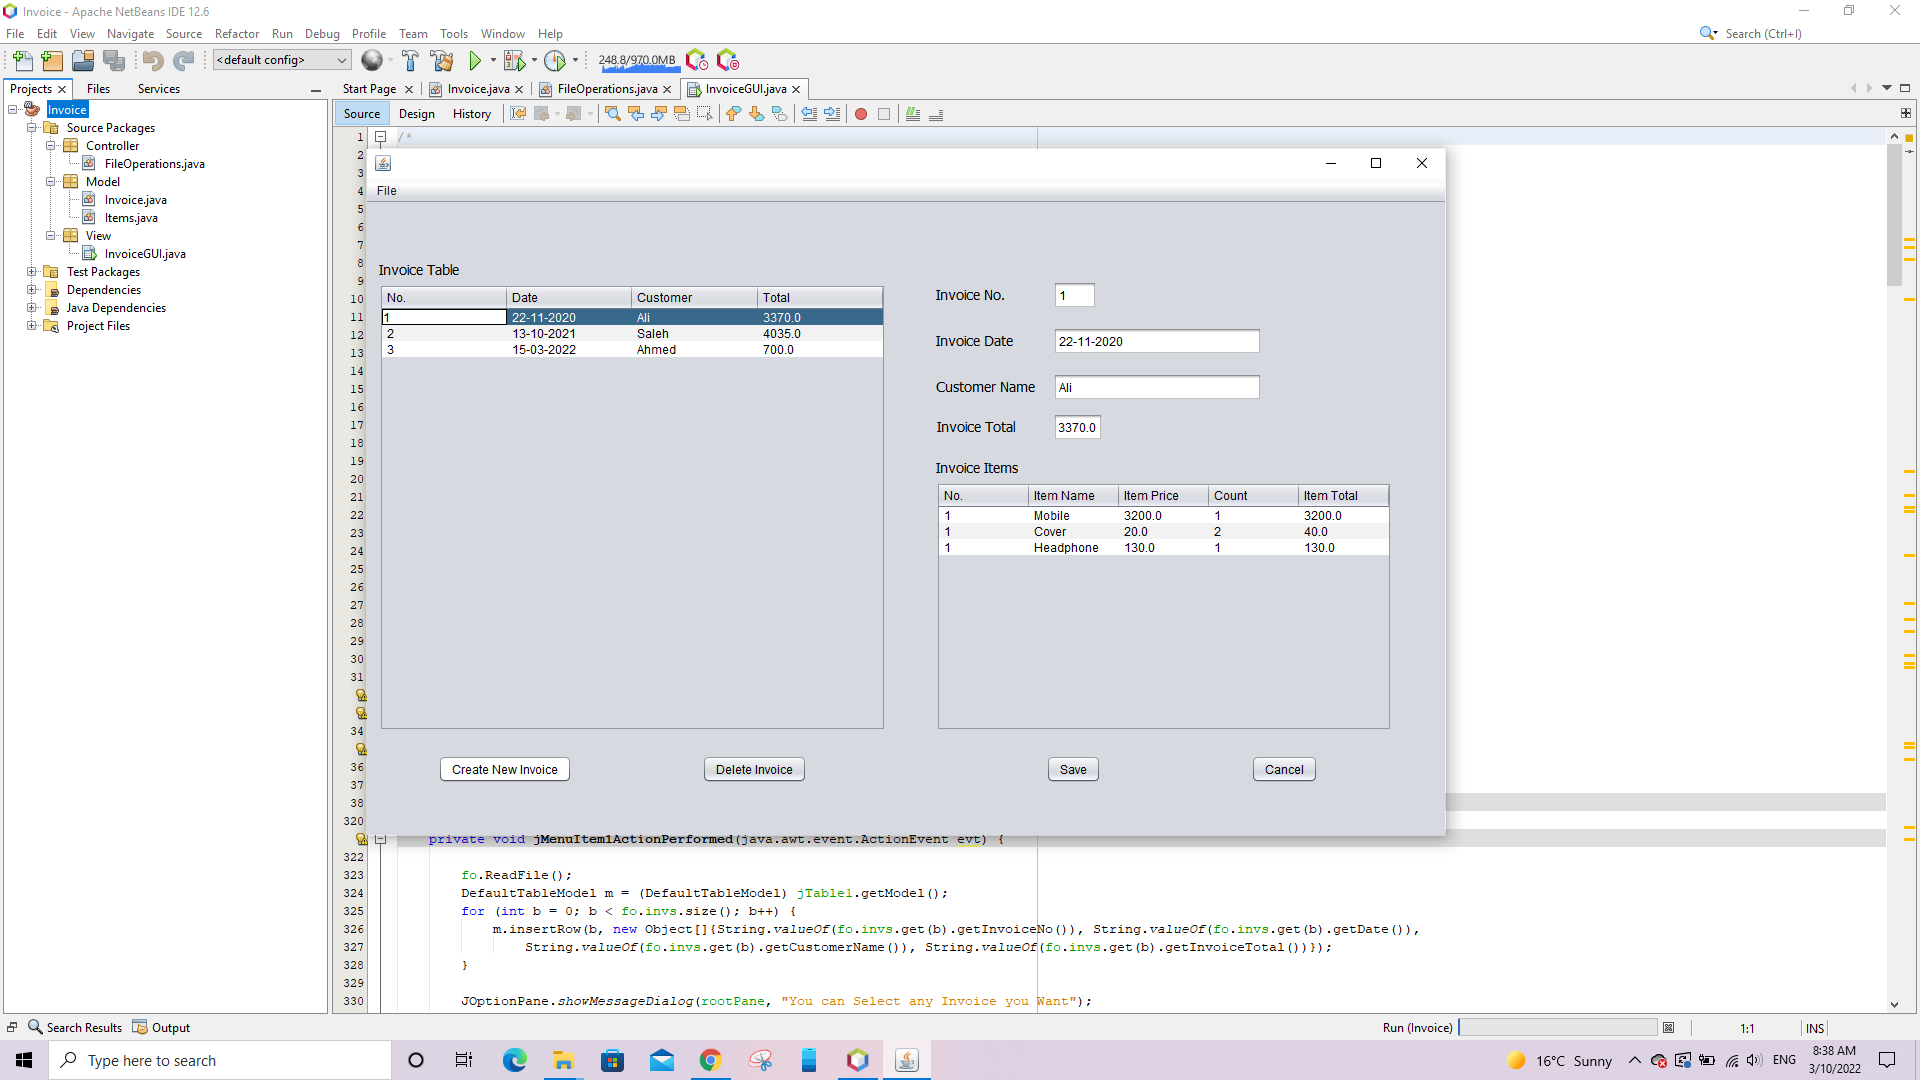 Invoice - Apache NetBeans IDE 12.6
File Edit View Navigate Source Refactor Run Debug Profile Team Tools Window Help
Search (Ctrl+I)
<default config>
248.8/970.0MB
Projects Files Services
Start Page Invoice.java FileOperations.java InvoiceGUI.java
Source Design History
Invoice
Source Packages
Controller
FileOperations.java
Model
Invoice.java
Items.java
View
InvoiceGUI.java
Test Packages
Dependencies
Java Dependencies
Project Files
1 /*
2
3
4
5
6
7
8
9
10
11
12
13
14
15
16
17
18
19
20
21
22
23
24
25
26
27
28
29
30
31
34
36
37
38
320
File
Invoice Table
No. Date Customer Total
1 22-11-2020 Ali 3370.0
2 13-10-2021 Saleh 4035.0
3 15-03-2022 Ahmed 700.0
Invoice No. 1
Invoice Date 22-11-2020
Customer Name Ali
Invoice Total 3370.0
Invoice Items
No. Item Name Item Price Count Item Total
1 Mobile 3200.0 1 3200.0
1 Cover 20.0 2 40.0
1 Headphone 130.0 1 130.0
Create New Invoice Delete Invoice Save Cancel
private void jMenuItem1ActionPerformed(java.awt.event.ActionEvent evt) {
322
323 fo.ReadFile();
324 DefaultTableModel m = (DefaultTableModel) jTable1.getModel();
325 for (int b = 0; b < fo.invs.size(); b++) {
326 m.insertRow(b, new Object[]{String.valueOf(fo.invs.get(b).getInvoiceNo()), String.valueOf(fo.invs.get(b).getDate()),
327 String.valueOf(fo.invs.get(b).getCustomerName()), String.valueOf(fo.invs.get(b).getInvoiceTotal())});
328 }
329
330 JOptionPane.showMessageDialog(rootPane, "You can Select any Invoice you Want");
Search Results Output
Run (Invoice)
1:1 INS
Type here to search
16°C Sunny
ENG
8:38 AM
3/10/2022